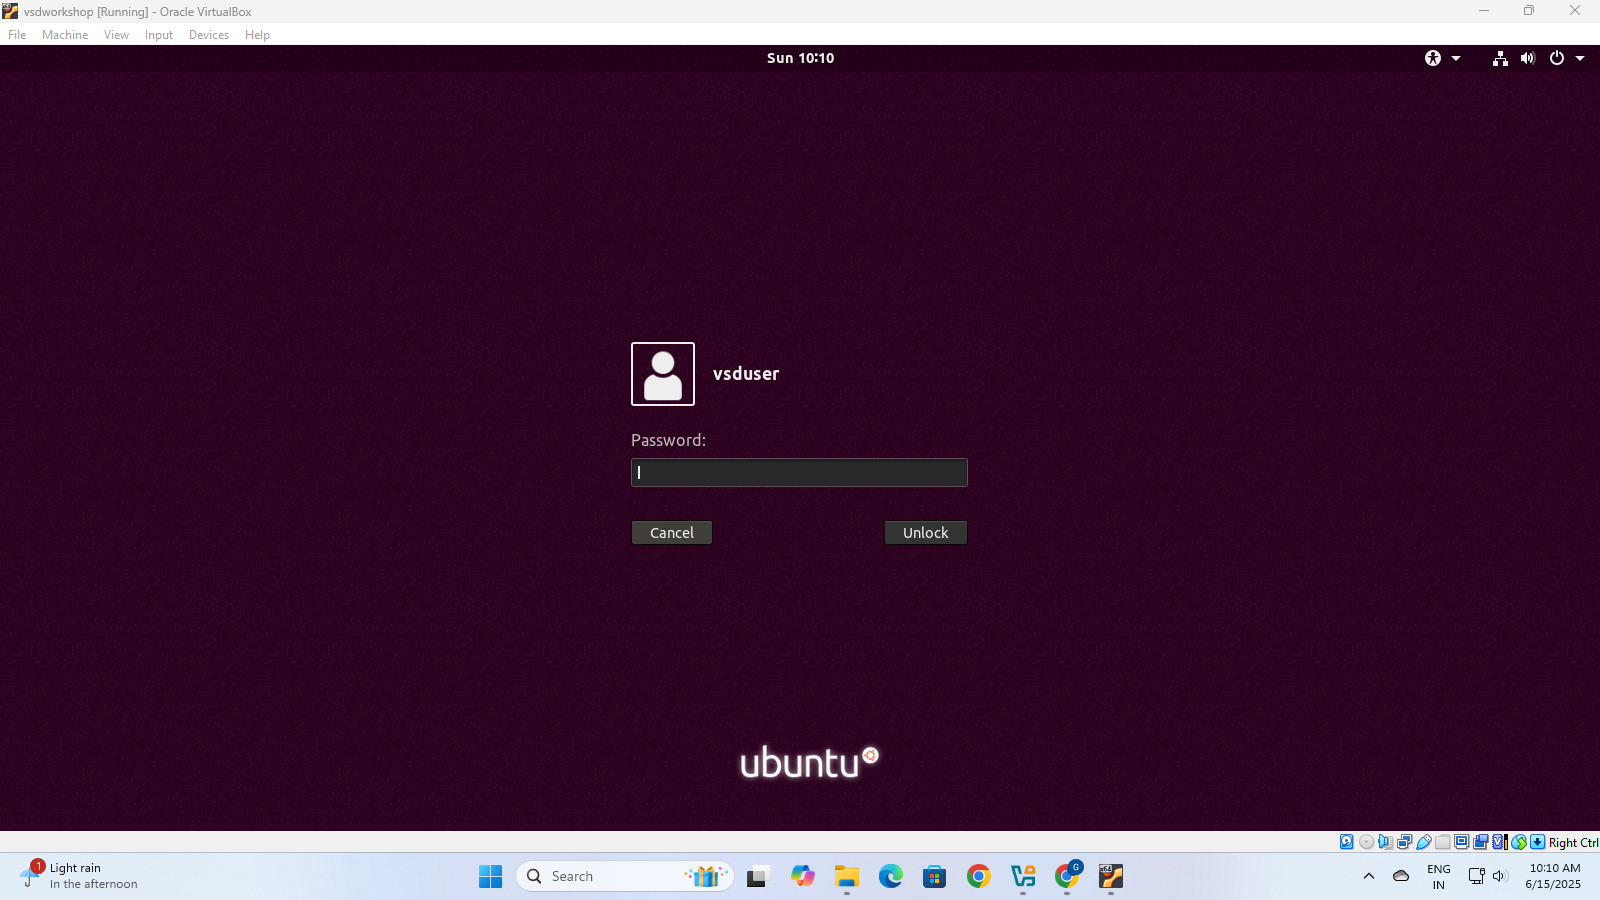 vsdworkshop [Running] - Oracle VirtualBox
File Machine View Input Devices Help
Sun 10:10
vsduser
Password:
Cancel Unlock
ubuntu
Right Ctrl
1
Light rain
In the afternoon
Search
G
x64
ENG
IN
10:10 AM
6/15/2025